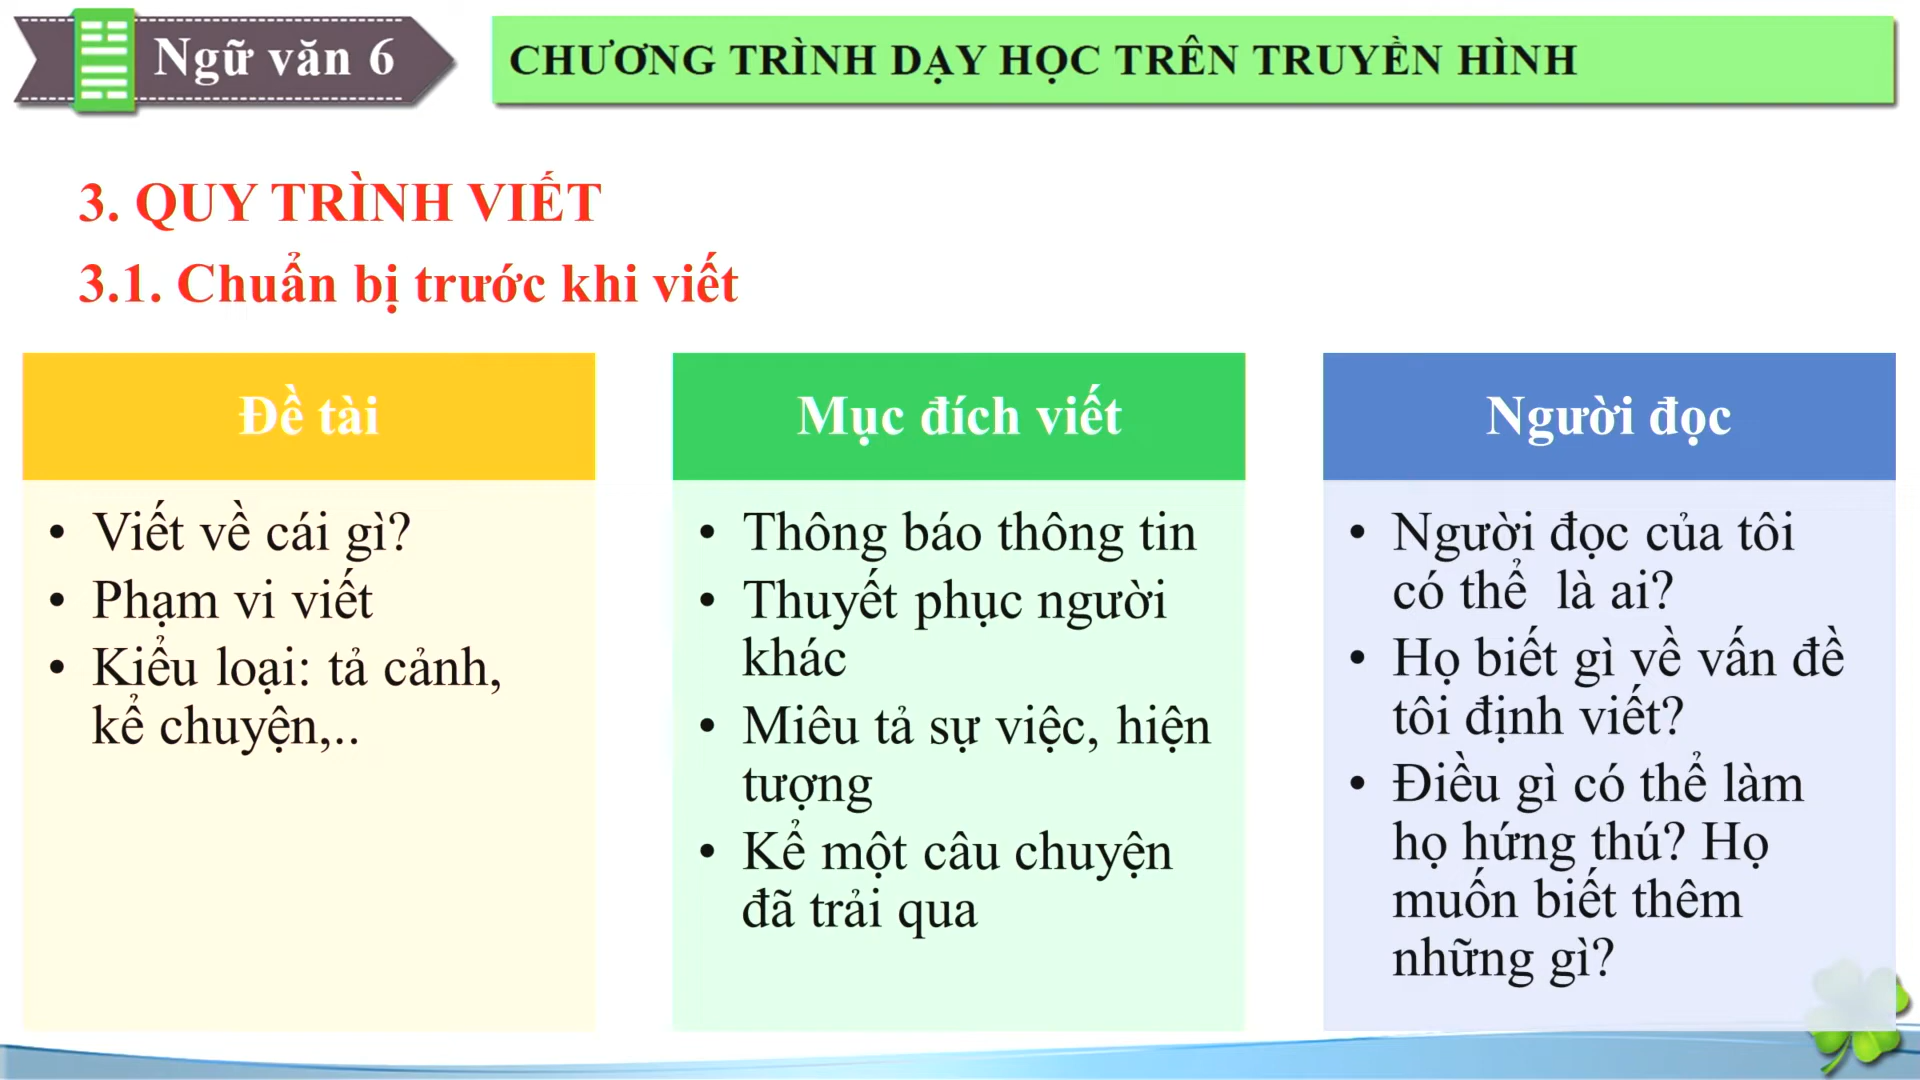 Ngữ văn 6
CHƯƠNG TRÌNH DẠY HỌC TRÊN TRUYỀN HÌNH
3. QUY TRÌNH VIẾT
3.1. Chuẩn bị trước khi viết
Đề tài
• Viết về cái gì?
• Phạm vi viết
• Kiểu loại: tả cảnh,
kể chuyện,..
Mục đích viết
• Thông báo thông tin
• Thuyết phục người
khác
• Miêu tả sự việc, hiện
tượng
• Kể một câu chuyện
đã trải qua
Người đọc
• Người đọc của tôi
có thể là ai?
• Họ biết gì về vấn đề
tôi định viết?
• Điều gì có thể làm
họ hứng thú? Họ
muốn biết thêm
những gì?